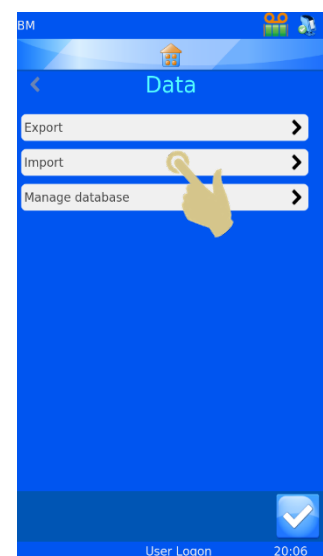 BM
Data
Export
Import
Manage database
User Logon 20:06